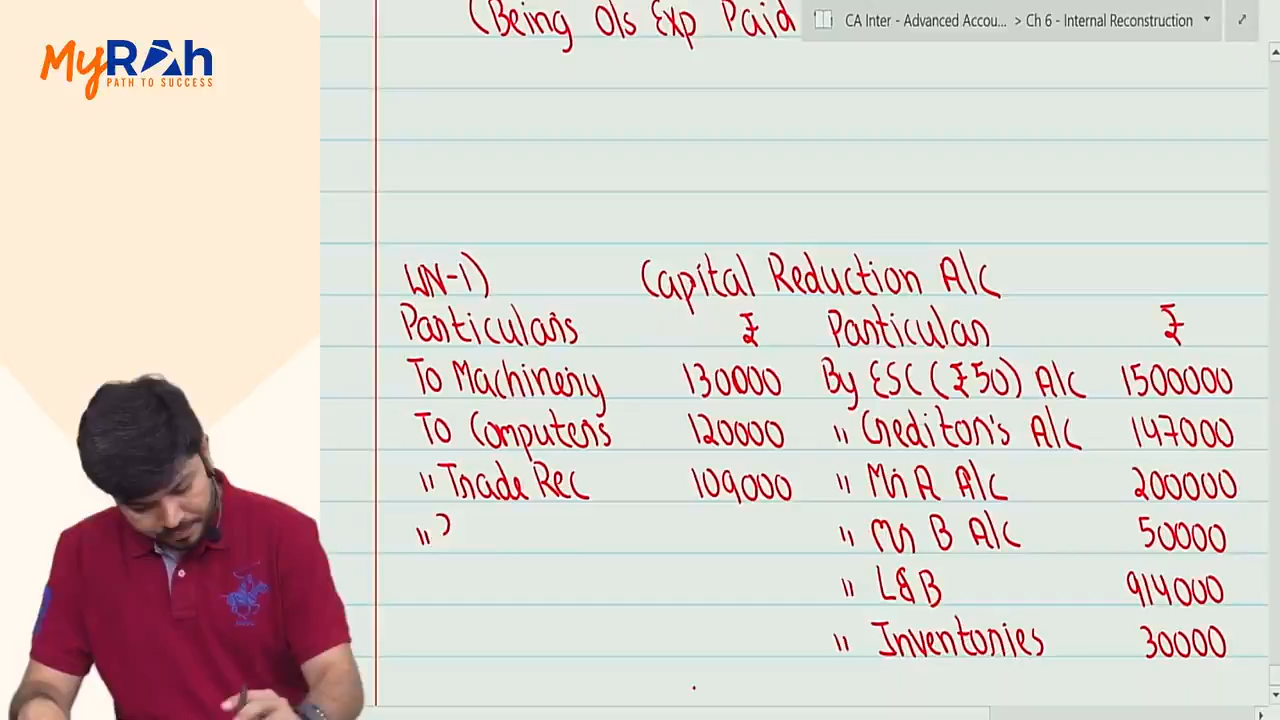 MyRAh
PATH TO SUCCESS
(Being O/s Exp Paid
CA Inter - Advanced Accou... > Ch 6 - Internal Reconstruction
WN-1) Capital Reduction A/c
Particulars ₹ Particular ₹
To Machinery 130000 By ESC (₹50) A/c 1500000
To Computers 120000 " Creditor's A/c 147000
" Trade Rec 109000 " Mr A A/c 200000
" " Mr B A/c 50000
" L&B 914000
" Inventories 30000